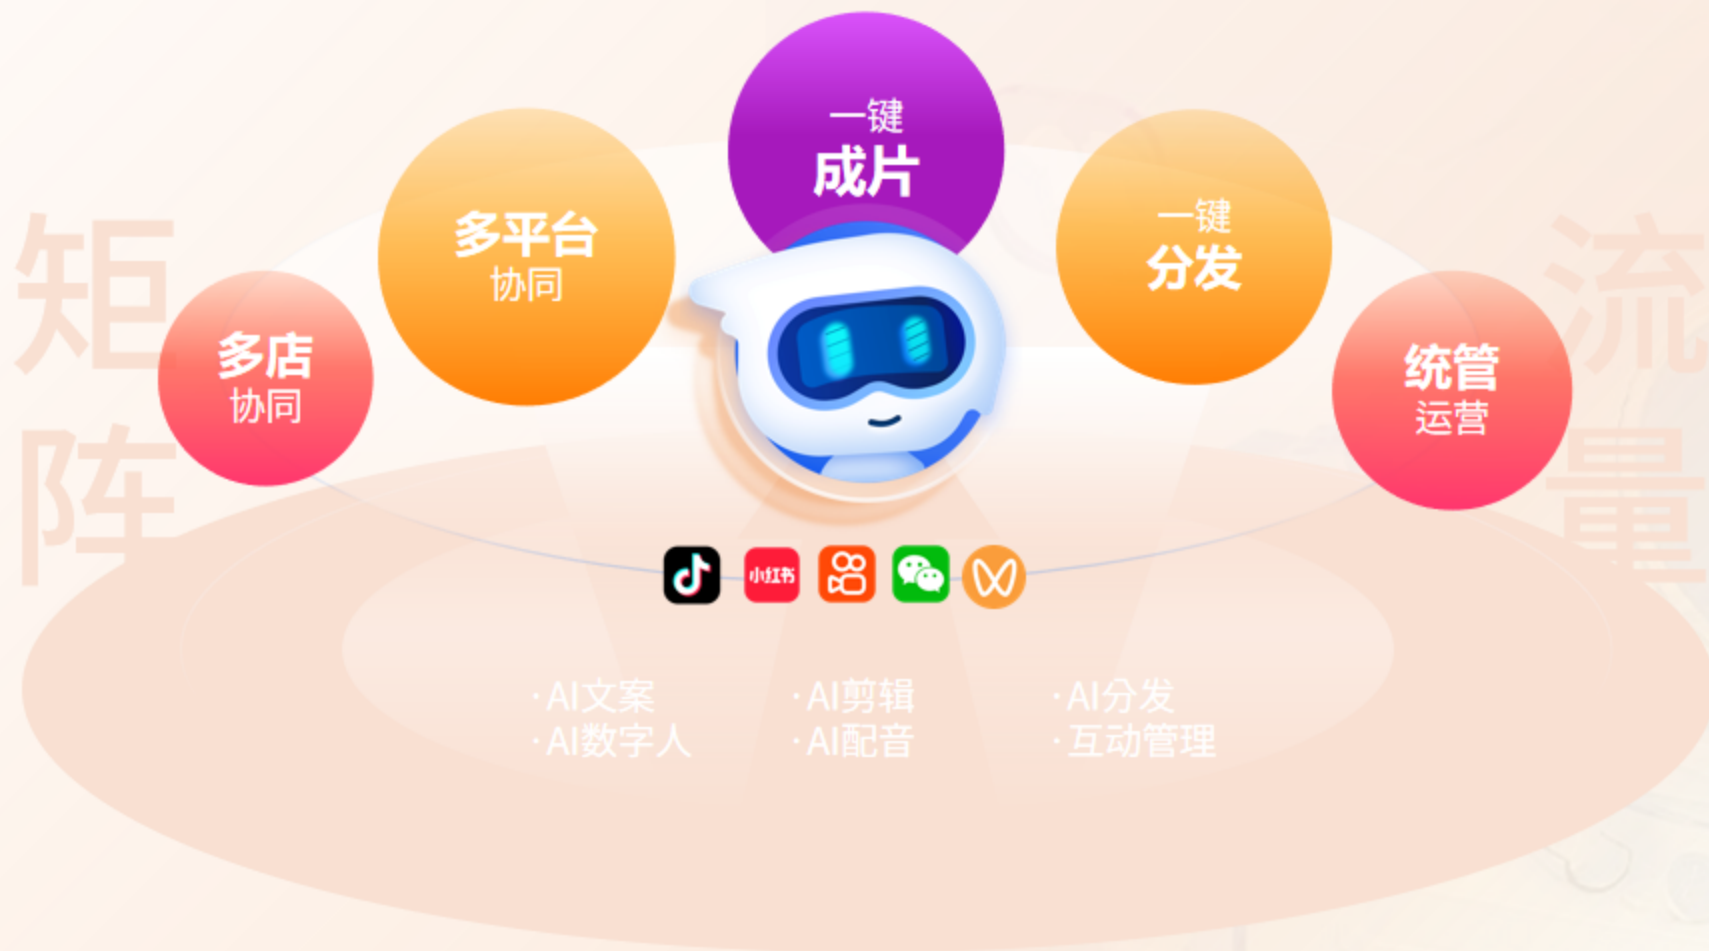 矩阵
流量
一键
成片
多平台
协同
一键
分发
多店
协同
统管
运营
小红书
·AI文案
·AI数字人
·AI剪辑
·AI配音
·AI分发
·互动管理